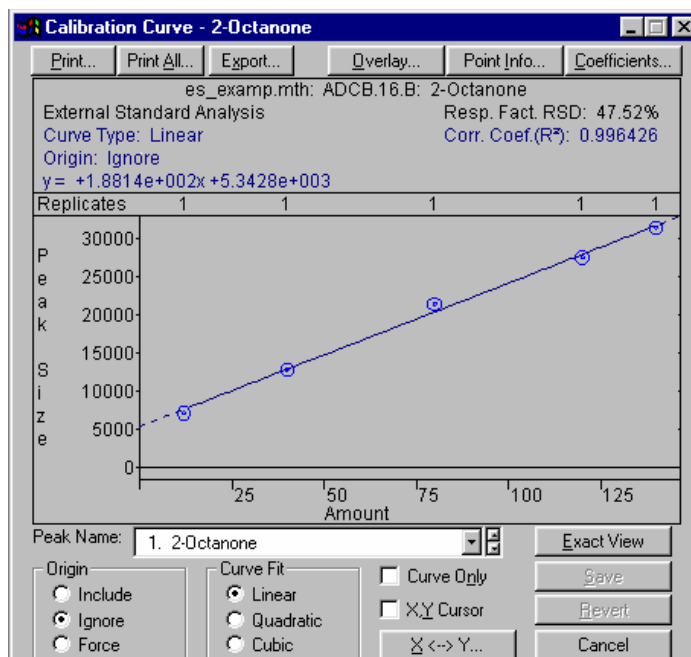 Calibration Curve - 2-Octanone
Print... Print All... Export... Overlay... Point Info... Coefficients...
es_examp.mth: ADCB.16.B: 2-Octanone
External Standard Analysis Resp. Fact. RSD: 47.52%
Curve Type: Linear Corr. Coef.(R²): 0.996426
Origin: Ignore
y = +1.8814e+002x +5.3428e+003
Replicates 1 1 1 1 1
Peak Size
30000
25000
20000
15000
10000
5000
0
25 50 75 100 125
Amount
Peak Name: 1. 2-Octanone Exact View
Origin Curve Fit Curve Only Save
Include Linear
Ignore Quadratic X,Y Cursor Revert
Force Cubic X <--> Y... Cancel